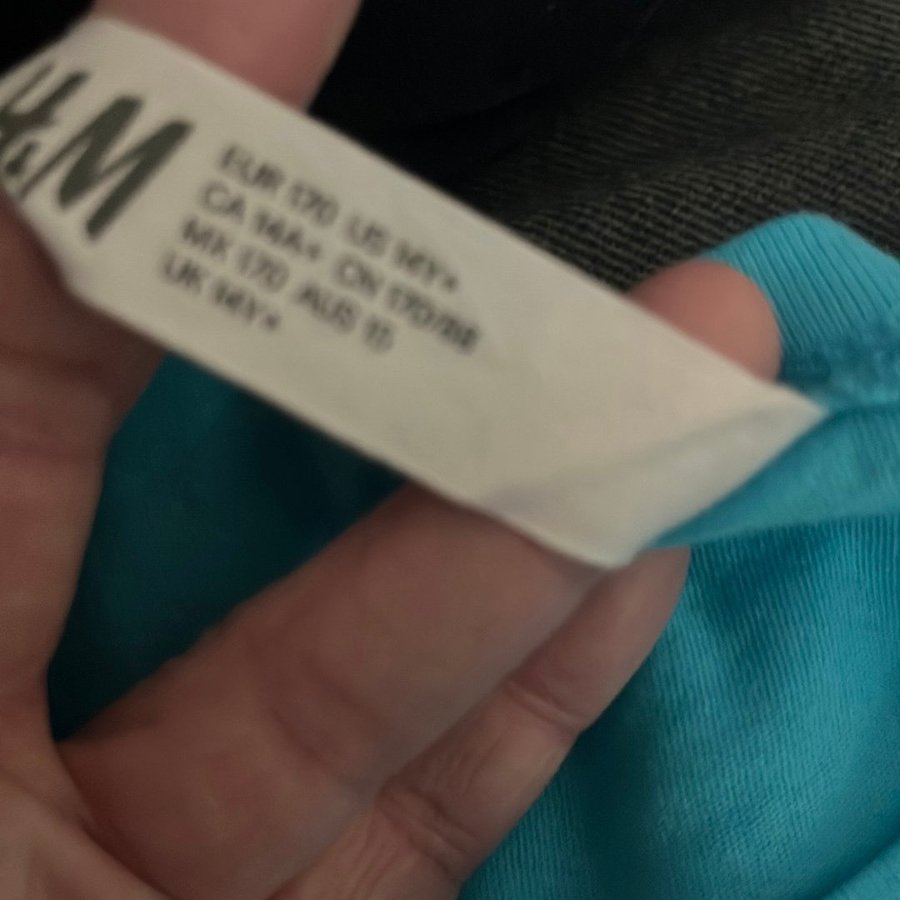 H&M
EUR 170 US 14Y+
CA 14A+ CN 170/88
MX 170 AUS
UK 14Y+